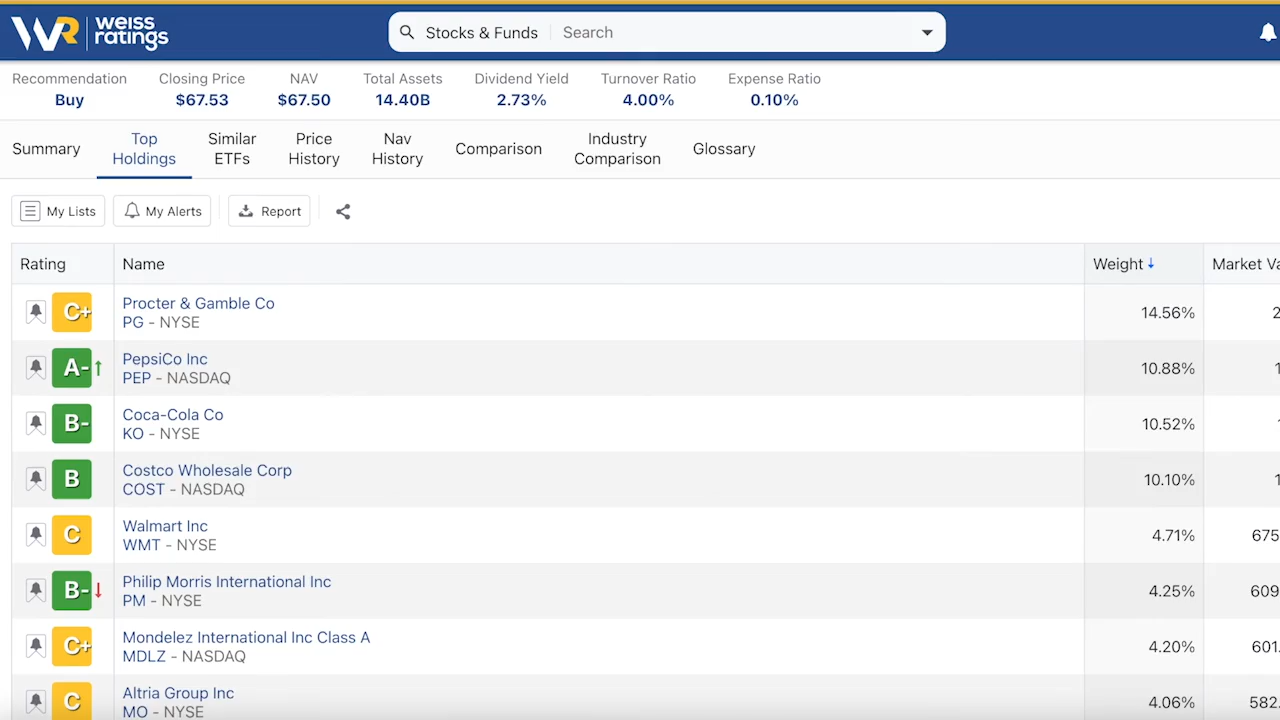 WR weiss ratings
Stocks & Funds Search
Recommendation Closing Price NAV Total Assets Dividend Yield Turnover Ratio Expense Ratio
Buy $67.53 $67.50 14.40B 2.73% 4.00% 0.10%
Summary Top Holdings Similar ETFs Price History Nav History Comparison Industry Comparison Glossary
My Lists My Alerts Report
Rating Name Weight↓ Market
C+ Procter & Gamble Co 14.56%
PG - NYSE
A-↑ PepsiCo Inc 10.88%
PEP - NASDAQ
B- Coca-Cola Co 10.52%
KO - NYSE
B Costco Wholesale Corp 10.10%
COST - NASDAQ
C Walmart Inc 4.71% 675
WMT - NYSE
B-↓ Philip Morris International Inc 4.25% 609
PM - NYSE
C+ Mondelez International Inc Class A 4.20% 601.
MDLZ - NASDAQ
C Altria Group Inc 4.06% 582.
MO - NYSE